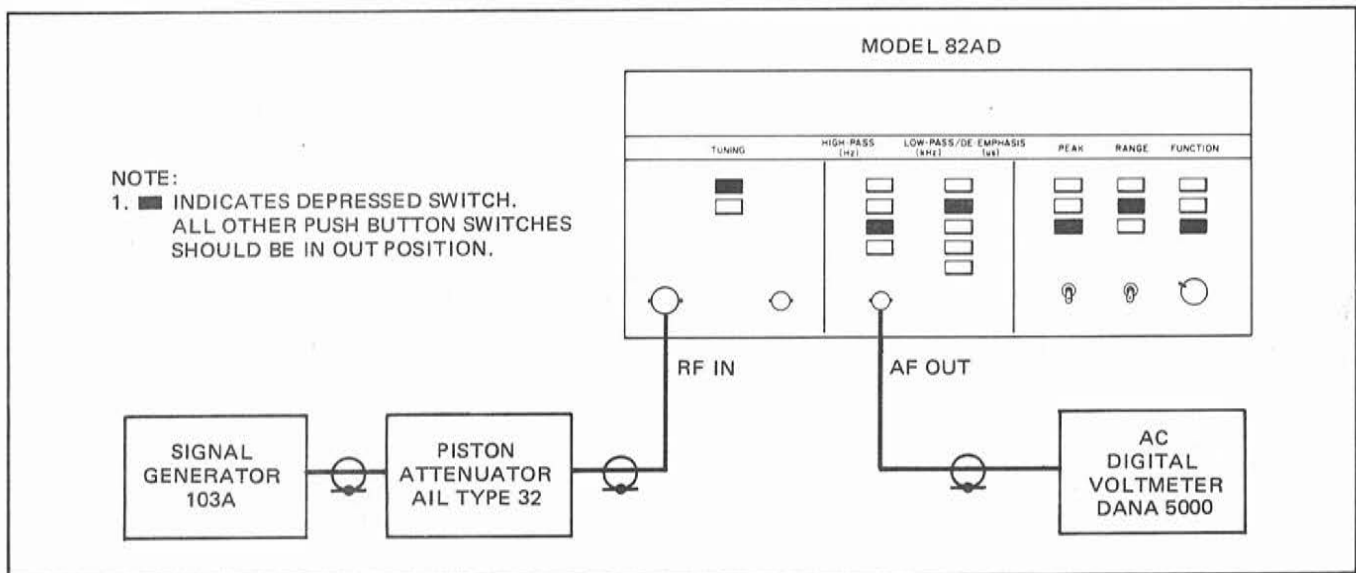 MODEL 82AD
TUNING
HIGH-PASS
(Hz)
LOW-PASS/DE-EMPHASIS
(kHz) (us)
PEAK
RANGE
FUNCTION
NOTE:
1. INDICATES DEPRESSED SWITCH.
ALL OTHER PUSH BUTTON SWITCHES
SHOULD BE IN OUT POSITION.
RF IN
AF OUT
SIGNAL
GENERATOR
103A
PISTON
ATTENUATOR
AIL TYPE 32
AC
DIGITAL
VOLTMETER
DANA 5000